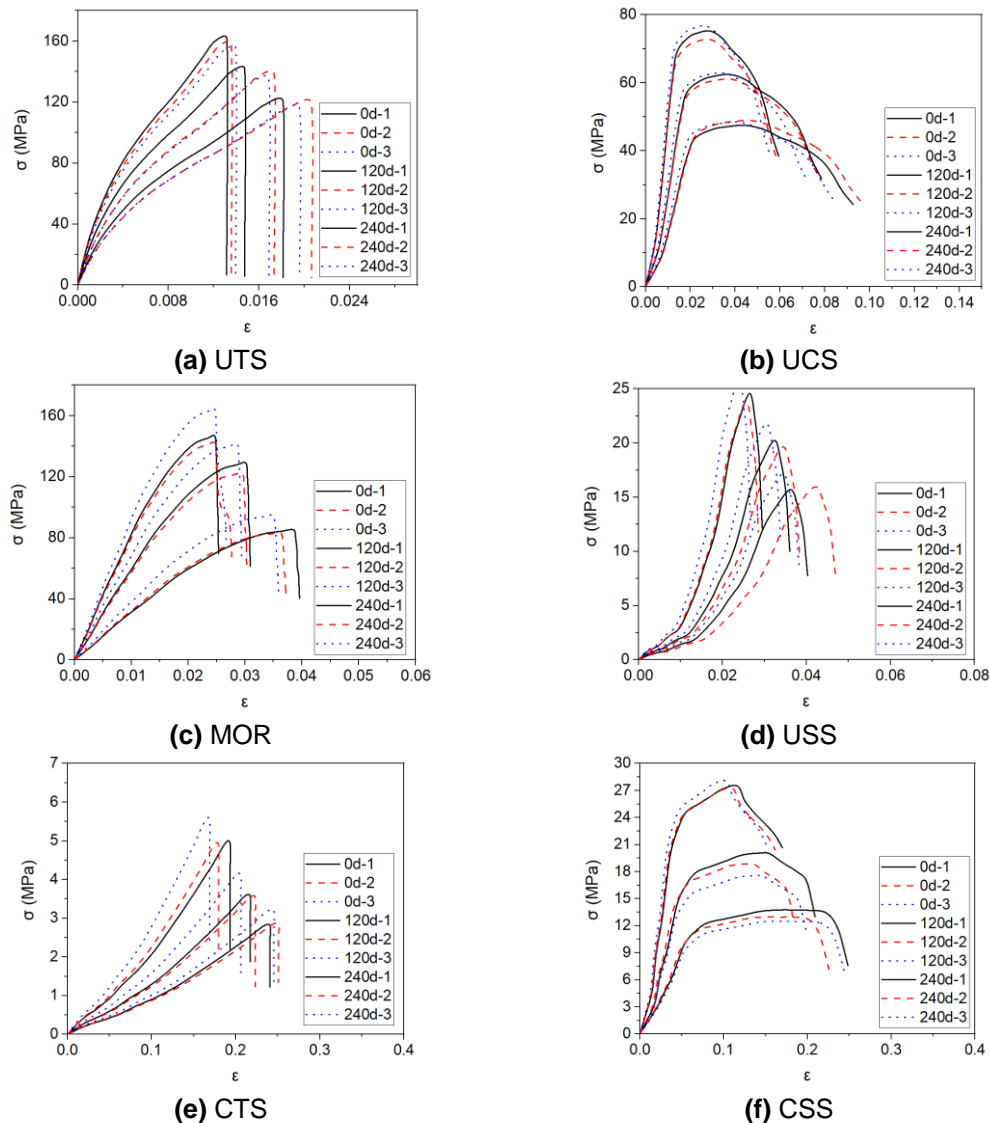 σ (MPa)
160
120
80
40
0
0.000
0.008
0.016
0.024
ε
0d-1
0d-2
0d-3
120d-1
120d-2
120d-3
240d-1
240d-2
240d-3
(a) UTS
σ (MPa)
80
60
40
20
0
0.00
0.02
0.04
0.06
0.08
0.10
0.12
0.14
ε
0d-1
0d-2
0d-3
120d-1
120d-2
120d-3
240d-1
240d-2
240d-3
(b) UCS
σ (MPa)
160
120
80
40
0
0.00
0.01
0.02
0.03
0.04
0.05
0.06
ε
0d-1
0d-2
0d-3
120d-1
120d-2
120d-3
240d-1
240d-2
240d-3
(c) MOR
σ (MPa)
25
20
15
10
5
0
0.00
0.02
0.04
0.06
0.08
ε
0d-1
0d-2
0d-3
120d-1
120d-2
120d-3
240d-1
240d-2
240d-3
(d) USS
σ (MPa)
7
6
5
4
3
2
1
0
0.0
0.1
0.2
0.3
0.4
ε
0d-1
0d-2
0d-3
120d-1
120d-2
120d-3
240d-1
240d-2
240d-3
(e) CTS
σ (MPa)
30
27
24
21
18
15
12
9
6
3
0
0.0
0.1
0.2
0.3
0.4
ε
0d-1
0d-2
0d-3
120d-1
120d-2
120d-3
240d-1
240d-2
240d-3
(f) CSS